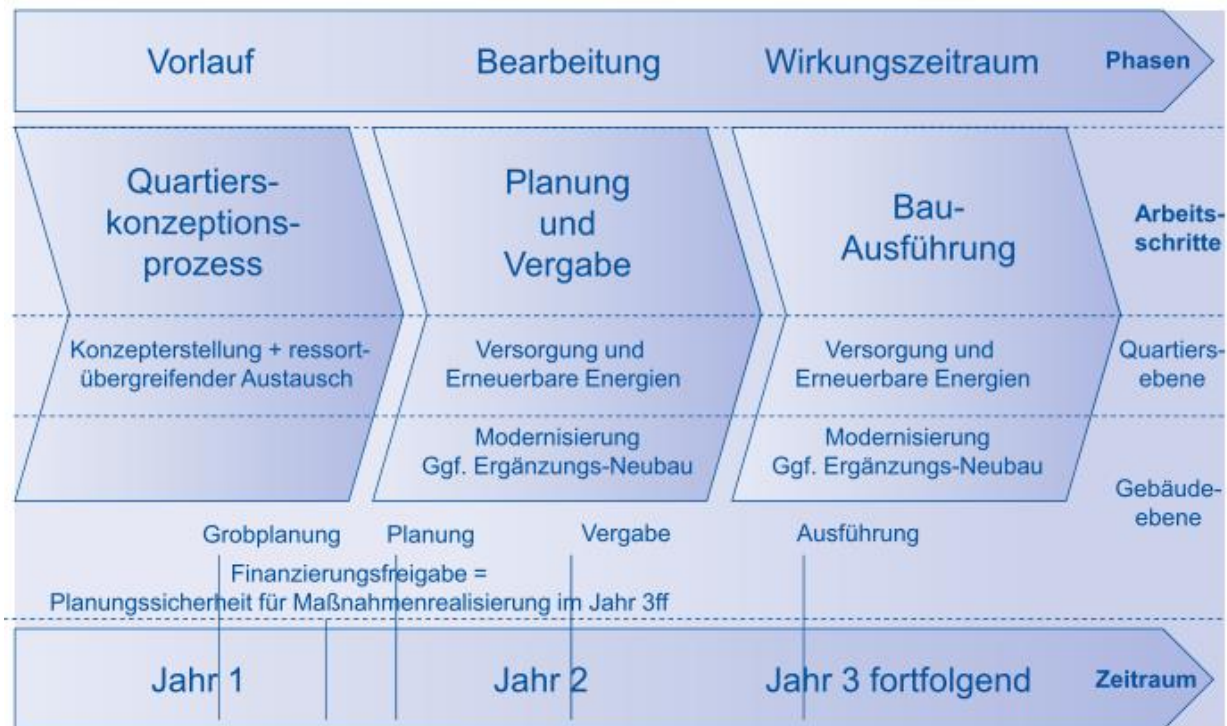 Vorlauf
Bearbeitung
Wirkungszeitraum
Phasen
Quartiers-
konzeptions-
prozess
Planung
und
Vergabe
Bau-
Ausführung
Arbeits-
schritte
Konzepterstellung + ressort-
übergreifender Austausch
Versorgung und
Erneuerbare Energien
Versorgung und
Erneuerbare Energien
Quartiers-
ebene
Modernisierung
Ggf. Ergänzungs-Neubau
Modernisierung
Ggf. Ergänzungs-Neubau
Gebäude-
ebene
Grobplanung
Planung
Vergabe
Ausführung
Finanzierungsfreigabe =
Planungssicherheit für Maßnahmenrealisierung im Jahr 3ff
Jahr 1
Jahr 2
Jahr 3 fortfolgend
Zeitraum